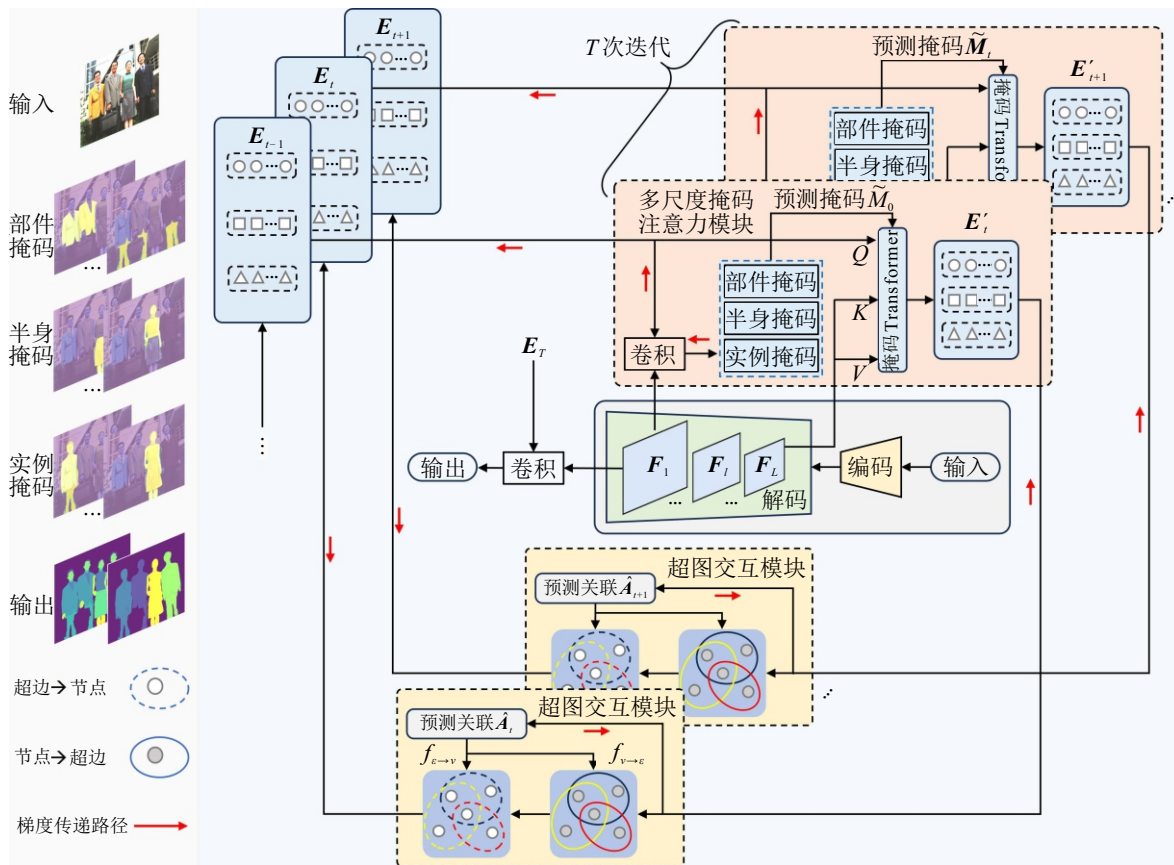 输入
部件
掩码
...
半身
掩码
...
实例
掩码
...
输出
超边→节点
节点→超边
梯度传递路径
E_{t+1}
E_t
E_{t-1}
⋮
T次迭代
预测掩码M̃_t
E'_{t+1}
部件掩码
半身掩码
掩码Transfo
多尺度掩码
注意力模块
预测掩码M̃_0
E'_t
部件掩码
半身掩码
实例掩码
卷积
Q
K
V
掩码Transformer
E_T
输出
卷积
F_1
F_l
F_L
...
...
解码
编码
输入
超图交互模块
预测关联Â_{t+1}
超图交互模块
预测关联Â_t
f_{ε→v}
f_{v→ε}